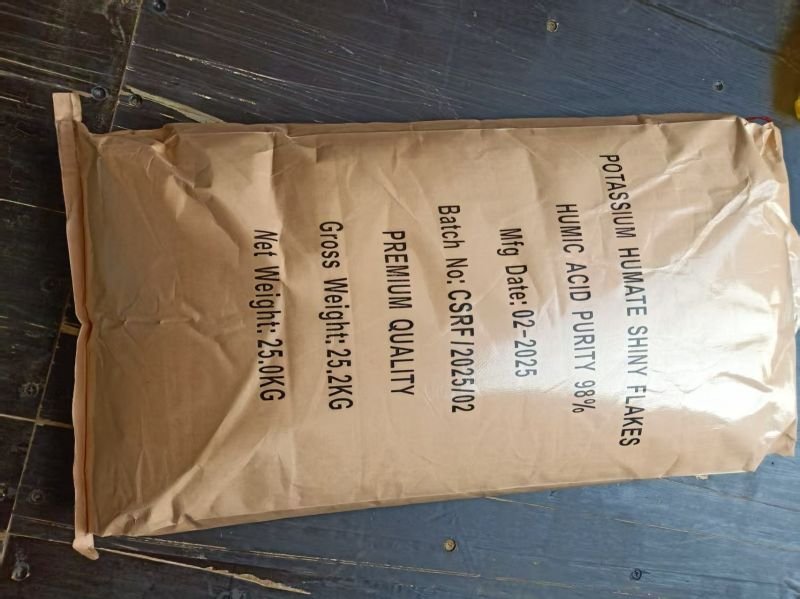 POTASSIUM HUMATE SHINY FLAKES
HUMIC ACID PURITY 98%
Mfg Date: 02-2025
Batch No: CSRF/2025/02
PREMIUM QUALITY
Gross Weight: 25.2KG
Net Weight: 25.0KG